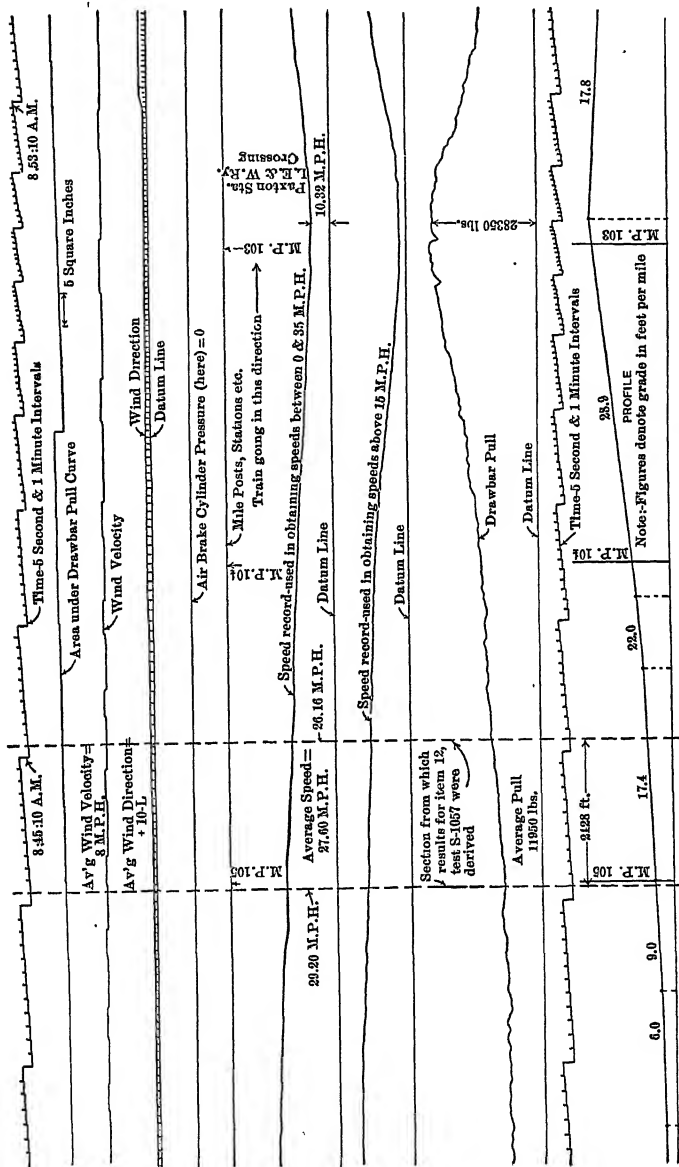 8:45:10 A.M.
Time-5 Second & 1 Minute Intervals
8.53:10 A.M.
Area under Drawbar Pull Curve
5 Square Inches
Av'g Wind Velocity=
8 M.P.H.
Wind Velocity
Av'g Wind Direction=
+ 10-L
Wind Direction
Datum Line
Air Brake Cylinder Pressure (here) = 0
M.P. 105
M.P. 104
Mile Posts, Stations etc.
Train going in this direction
M.P. 103
Paxton Sta.
L.E. & W. Ry.
Crossing
29.20 M.P.H.
Average Speed=
27.60 M.P.H.
26.16 M.P.H.
Speed record-used in obtaining speeds between 0 & 35 M.P.H.
10.32 M.P.H.
Datum Line
Speed record-used in obtaining speeds above 15 M.P.H.
Datum Line
Section from which
results for item 12,
test S-1057 were
derived
Average Pull
11950 lbs.
Drawbar Pull
28350 lbs.
Datum Line
2128 ft.
Time-5 Second & 1 Minute Intervals
M.P. 105
M.P. 104
M.P. 103
6.0
9.0
17.4
22.0
23.9
17.8
PROFILE
Note:-Figures denote grade in feet per mile